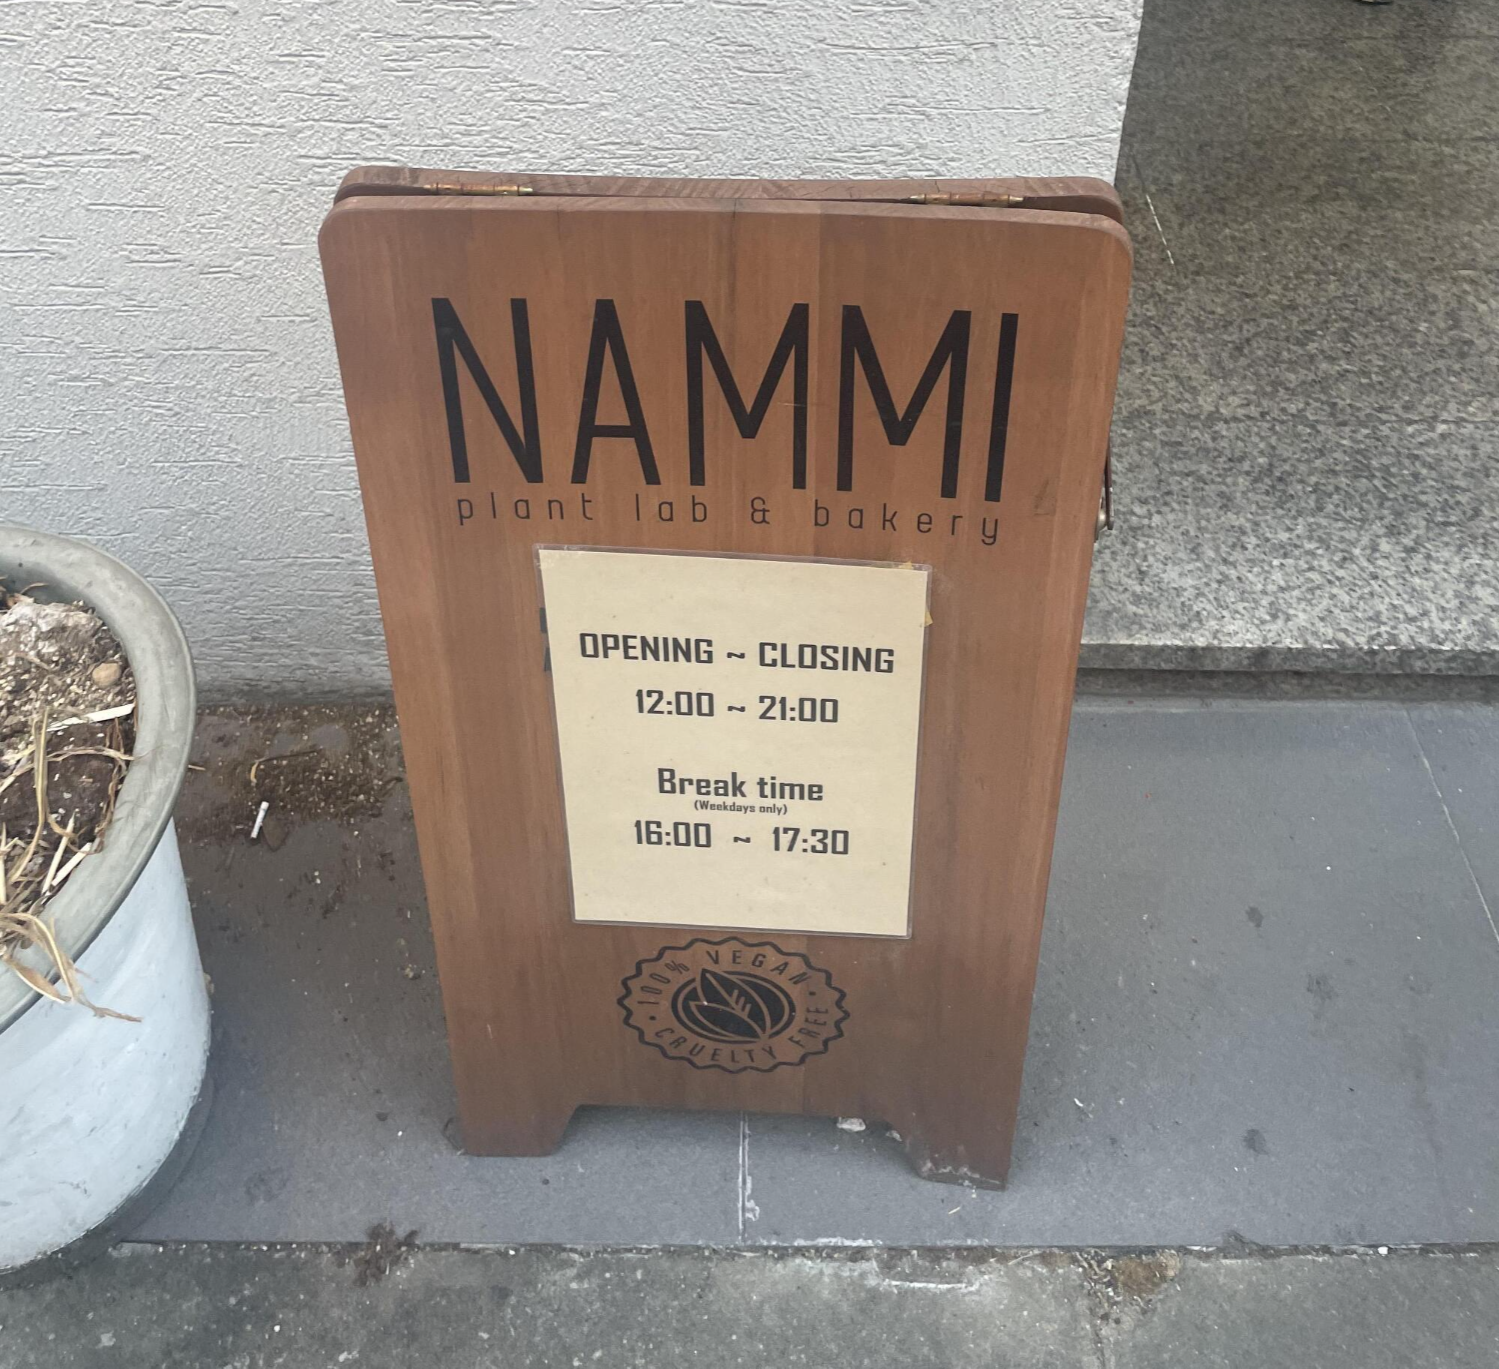 NAMMI
plant lab & bakery
OPENING ~ CLOSING
12:00 ~ 21:00
Break time
(Weekdays only)
16:00 ~ 17:30
100% VEGAN
CRUELTY FREE